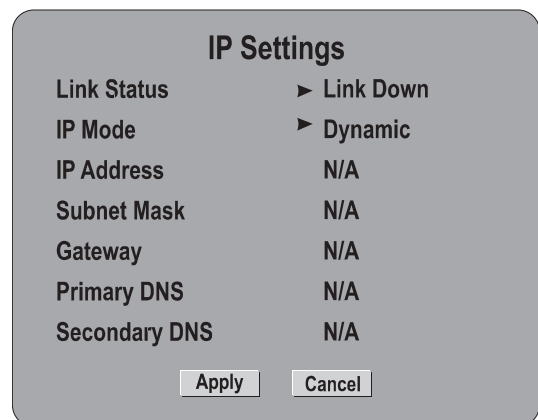 IP Settings
Link Status ► Link Down
IP Mode ► Dynamic
IP Address N/A
Subnet Mask N/A
Gateway N/A
Primary DNS N/A
Secondary DNS N/A
Apply Cancel